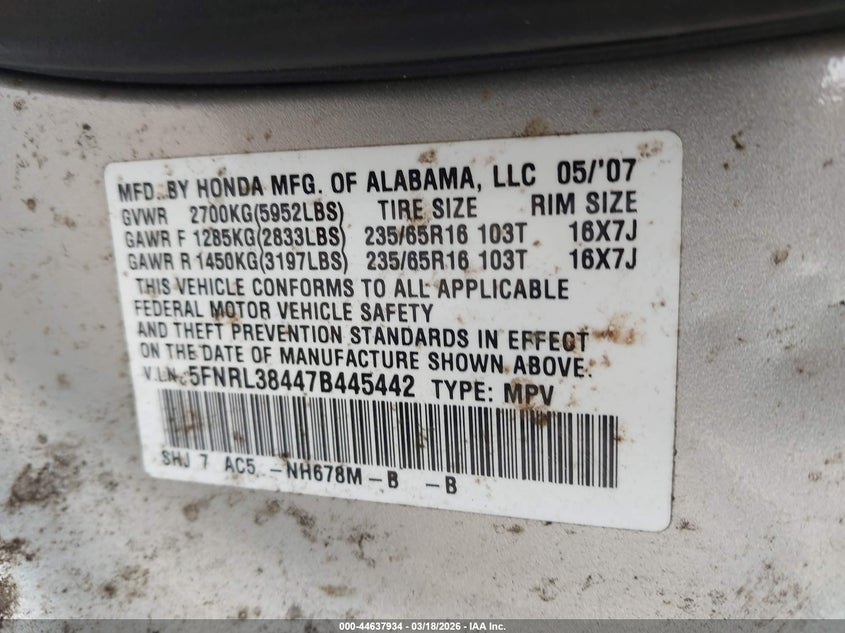 MFD. BY HONDA MFG. OF ALABAMA, LLC 05/'07
GVWR 2700KG(5952LBS) TIRE SIZE RIM SIZE
GAWR F 1285KG(2833LBS) 235/65R16 103T 16X7J
GAWR R 1450KG(3197LBS) 235/65R16 103T 16X7J
THIS VEHICLE CONFORMS TO ALL APPLICABLE
FEDERAL MOTOR VEHICLE SAFETY
AND THEFT PREVENTION STANDARDS IN EFFECT
ON THE DATE OF MANUFACTURE SHOWN ABOVE.
V.I.N.: 5FNRL38447B445442 TYPE: MPV
SHJ 7 AC5 -NH678M-B -B
000-44637934 | 03/18/2026 | IAA Inc.